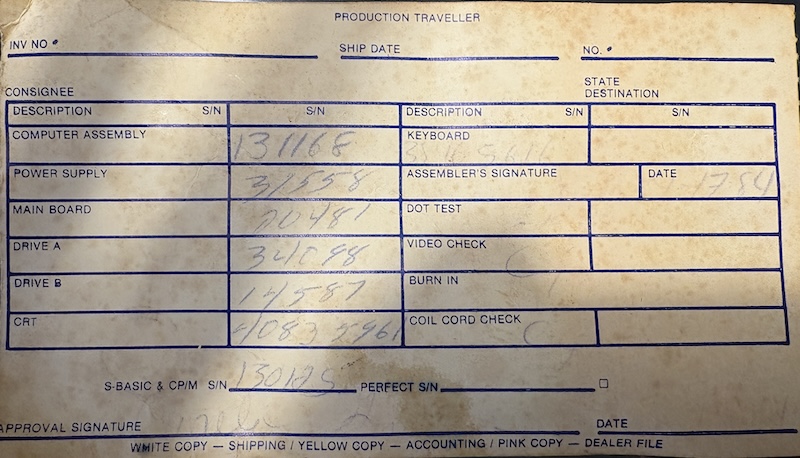 PRODUCTION TRAVELLER
INV NO SHIP DATE NO.
CONSIGNEE STATE DESTINATION
DESCRIPTION S/N S/N DESCRIPTION S/N S/N
COMPUTER ASSEMBLY 131168 KEYBOARD
POWER SUPPLY 31558 ASSEMBLER'S SIGNATURE DATE
MAIN BOARD 20481 DOT TEST
DRIVE A VIDEO CHECK
DRIVE B 14587 BURN IN
CRT COIL CORD CHECK
S-BASIC & CP/M S/N PERFECT S/N
APPROVAL SIGNATURE DATE
WHITE COPY — SHIPPING / YELLOW COPY — ACCOUNTING / PINK COPY — DEALER FILE